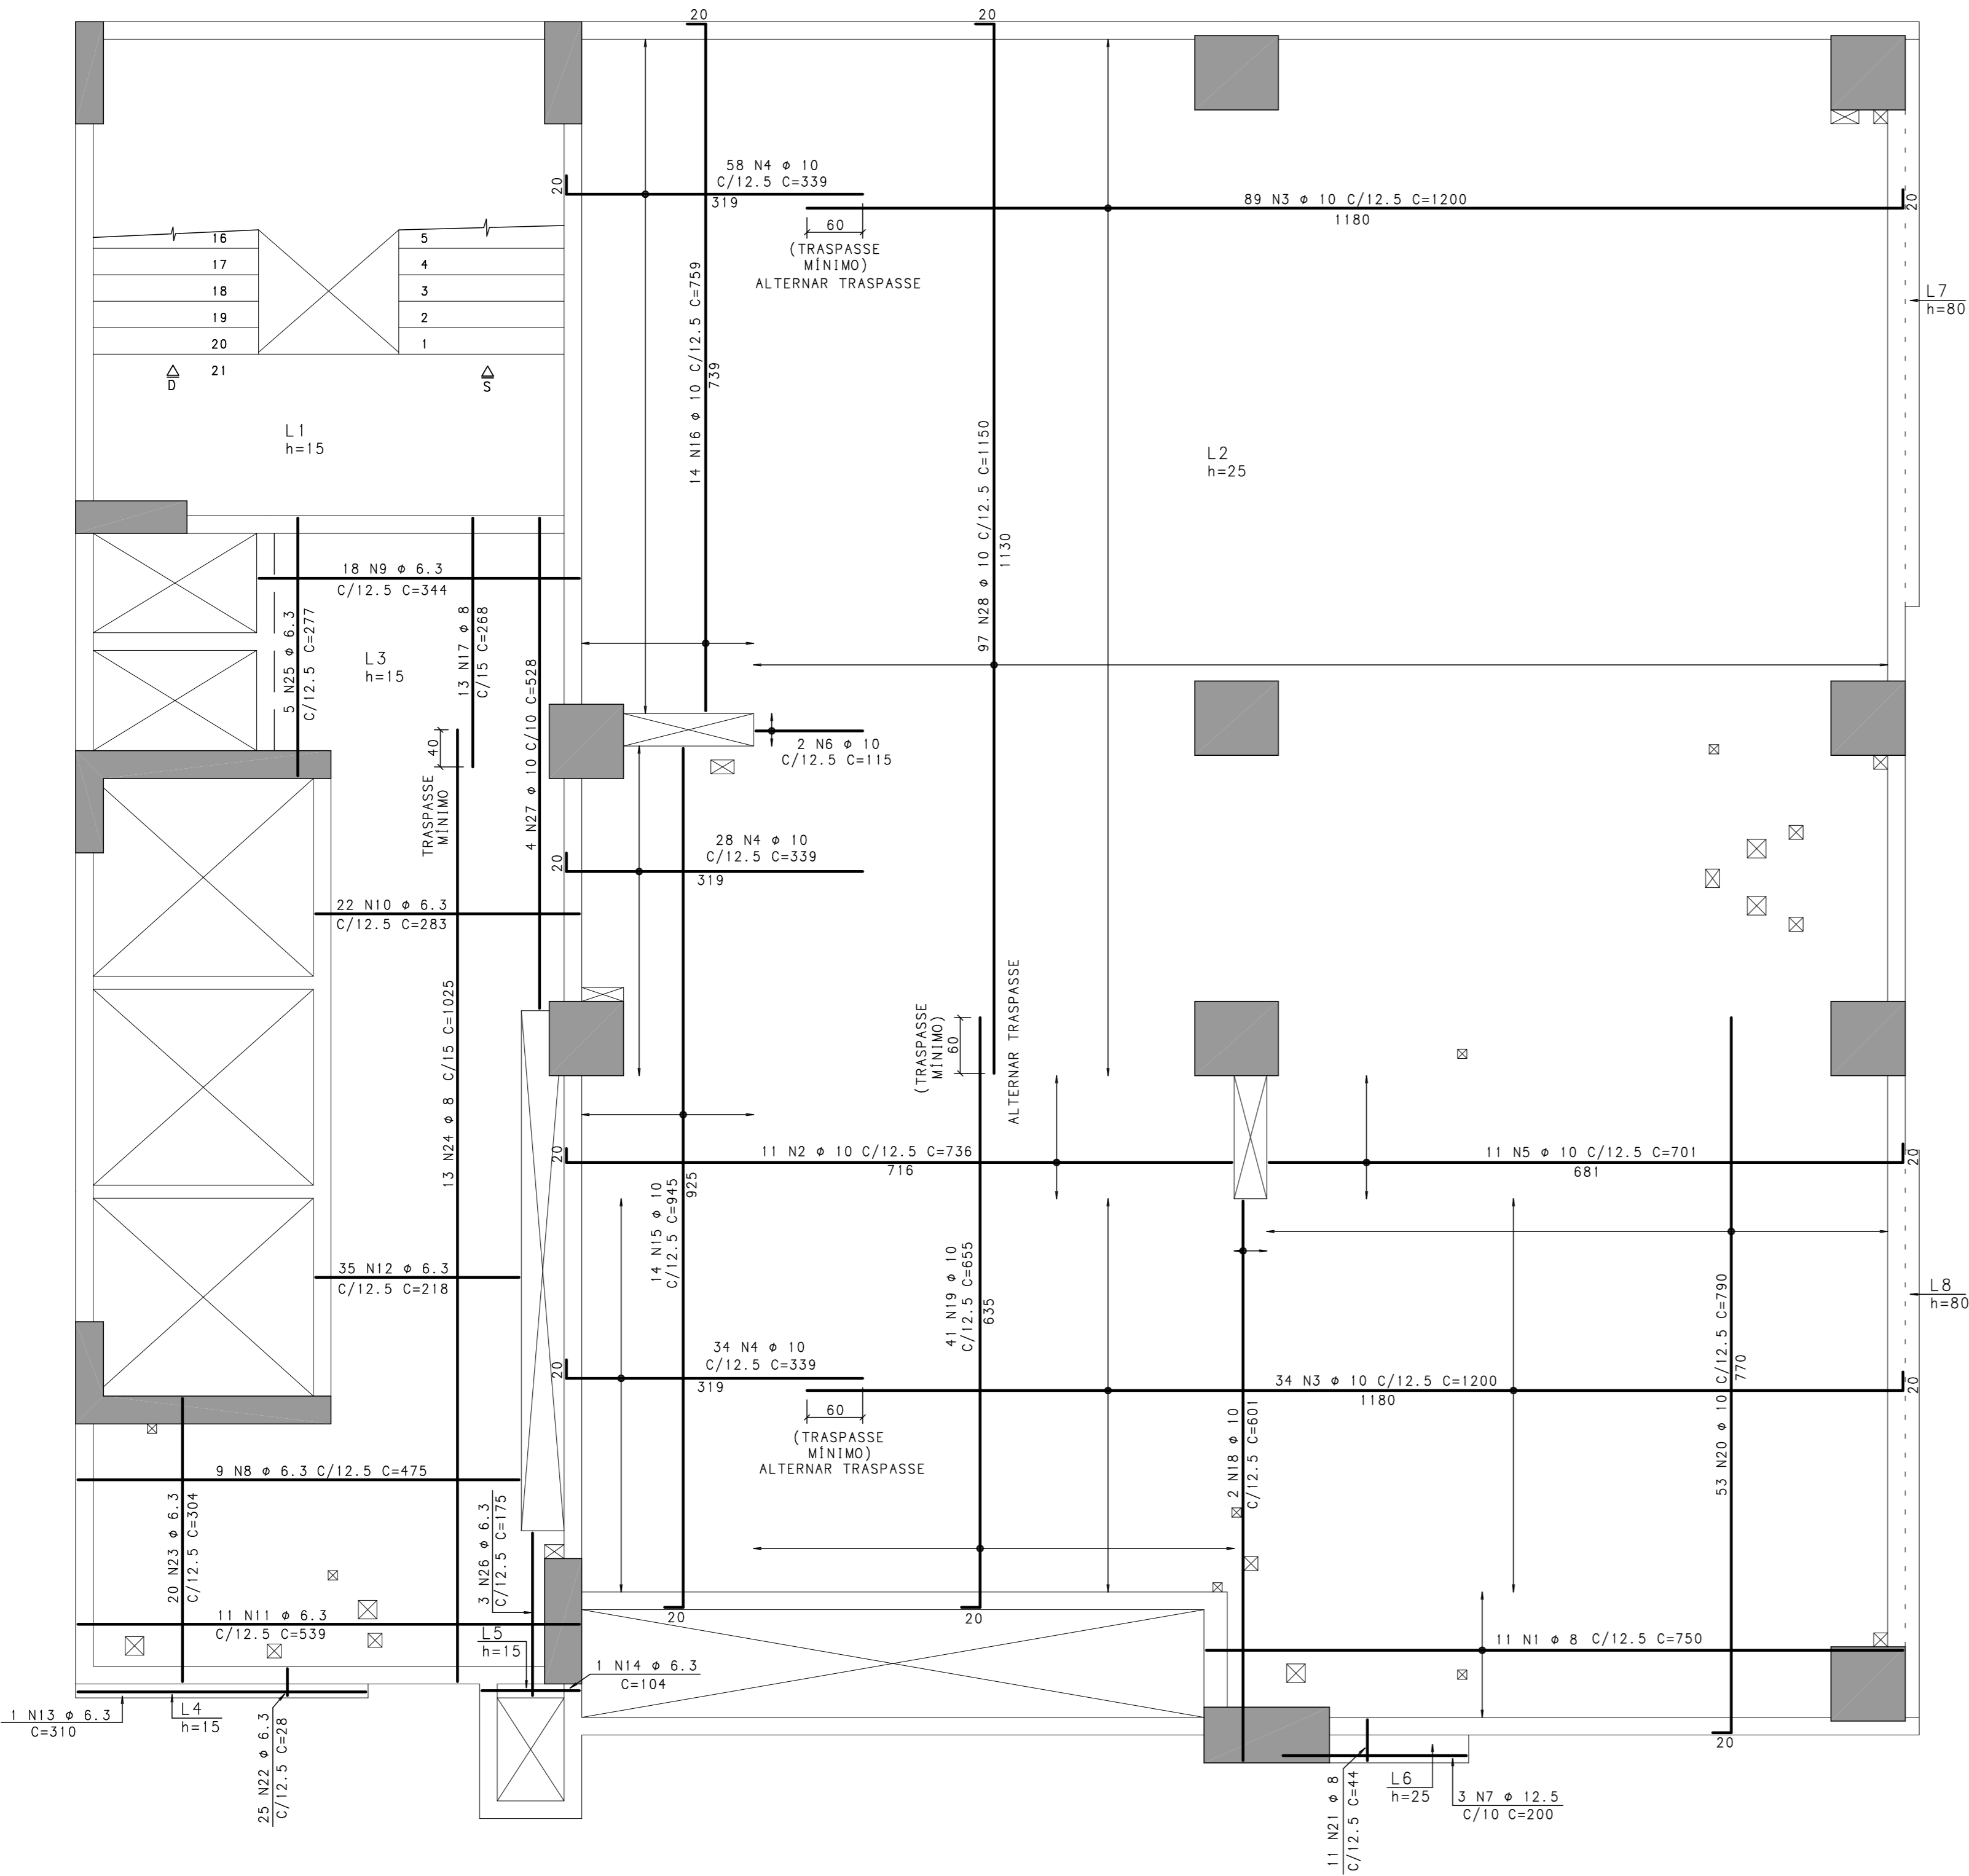 20
20
58 N4 ϕ 10
C/12.5 C=339
20
319
89 N3 ϕ 10 C/12.5 C=1200
1180
20
60
(TRASPASSE
MÍNIMO)
ALTERNAR TRASPASSE
14 N16 ϕ 10 C/12.5 C=759
739
97 N28 ϕ 10 C/12.5 C=1150
1130
16
17
18
19
20
21
5
4
3
2
1
D
S
L1
h=15
L2
h=25
L7
h=80
18 N9 ϕ 6.3
C/12.5 C=344
5 N25 ϕ 6.3
C/12.5 C=277
13 N17 ϕ 8
C/15 C=268
L3
h=15
4 N27 ϕ 10 C/10 C=528
40
TRASPASSE
MÍNIMO
2 N6 ϕ 10
C/12.5 C=115
28 N4 ϕ 10
C/12.5 C=339
20
319
22 N10 ϕ 6.3
C/12.5 C=283
13 N24 ϕ 8 C/15 C=1025
(TRASPASSE
MÍNIMO)
60
ALTERNAR TRASPASSE
11 N2 ϕ 10 C/12.5 C=736
20
716
11 N5 ϕ 10 C/12.5 C=701
681
20
14 N15 ϕ 10
C/12.5 C=945
925
41 N19 ϕ 10
C/12.5 C=655
635
35 N12 ϕ 6.3
C/12.5 C=218
L8
h=80
34 N4 ϕ 10
C/12.5 C=339
20
319
34 N3 ϕ 10 C/12.5 C=1200
1180
20
60
(TRASPASSE
MÍNIMO)
ALTERNAR TRASPASSE
2 N18 ϕ 10
C/12.5 C=601
53 N20 ϕ 10 C/12.5 C=790
770
9 N8 ϕ 6.3 C/12.5 C=475
20 N23 ϕ 6.3
C/12.5 C=304
3 N26 ϕ 6.3
C/12.5 C=175
11 N11 ϕ 6.3
C/12.5 C=539
20
20
L5
h=15
11 N1 ϕ 8 C/12.5 C=750
1 N14 ϕ 6.3
C=104
1 N13 ϕ 6.3
C=310
L4
h=15
25 N22 ϕ 6.3
C/12.5 C=28
20
11 N21 ϕ 8
C/12.5 C=44
L6
h=25
3 N7 ϕ 12.5
C/10 C=200